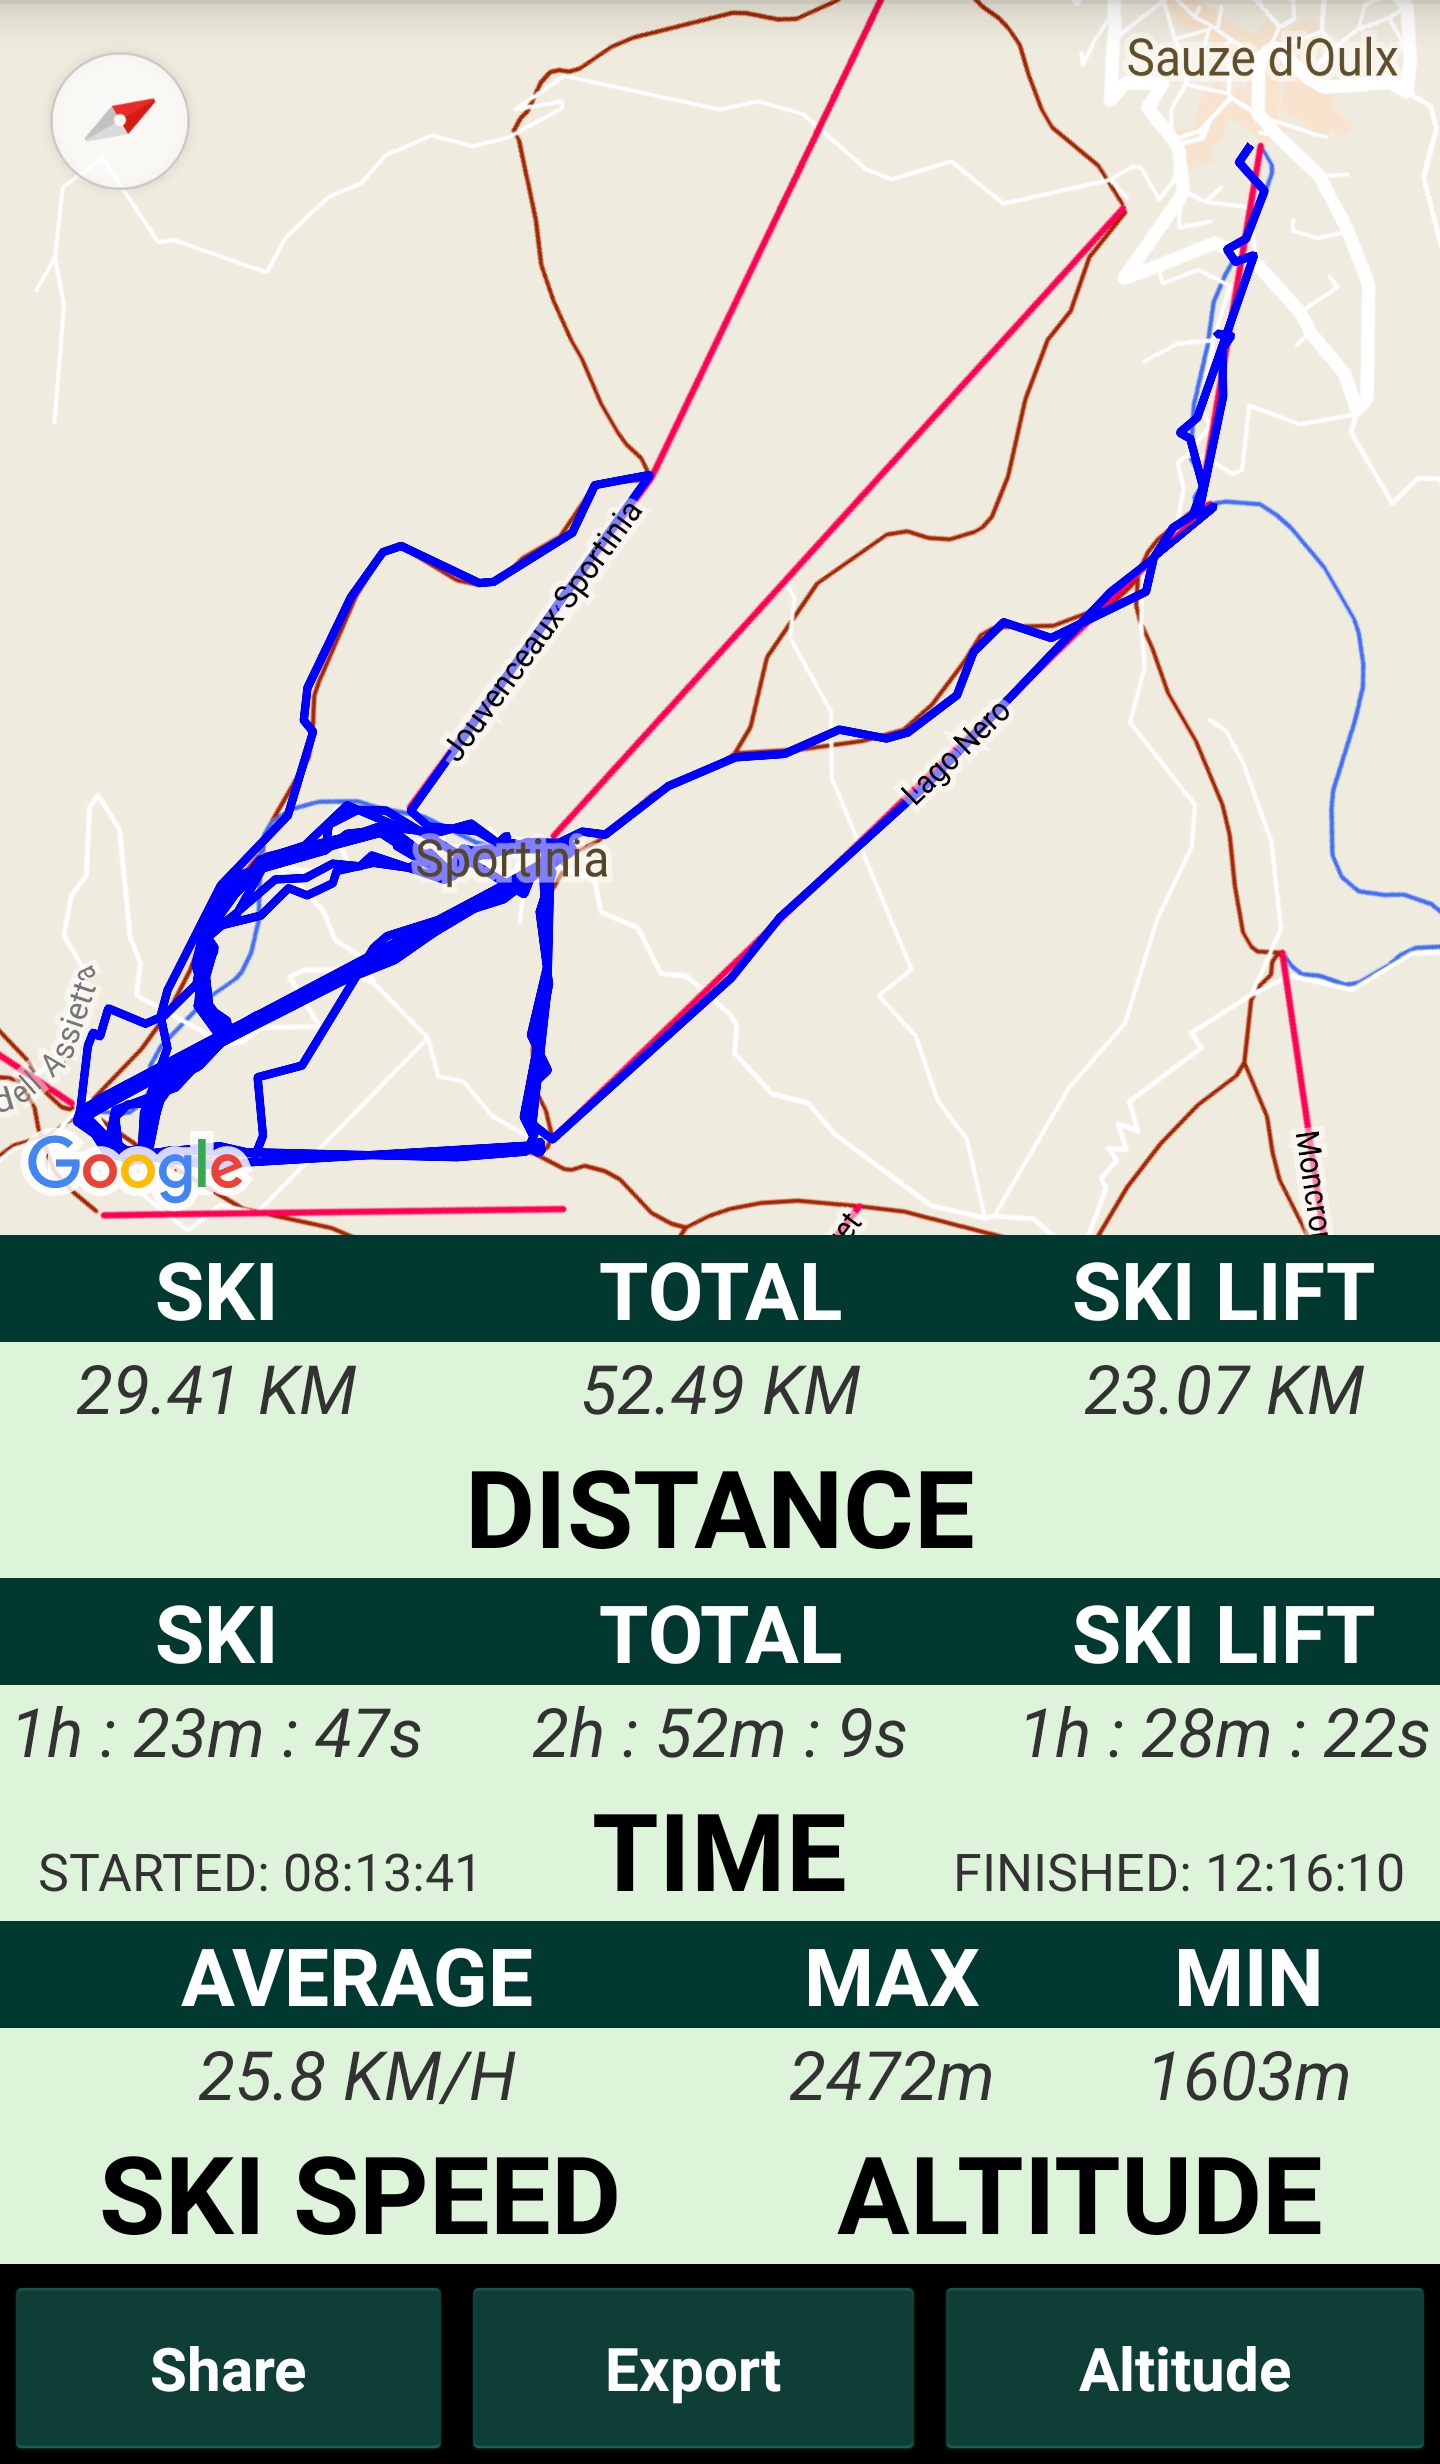 Sauze d'Oulx
Jouvenceaux-Sportinia
Lago Nero
Sportinia
dell'Assietta
Google
Moncro
et
SKI TOTAL SKI LIFT
29.41 KM 52.49 KM 23.07 KM
DISTANCE
SKI TOTAL SKI LIFT
1h : 23m : 47s 2h : 52m : 9s 1h : 28m : 22s
STARTED: 08:13:41 TIME FINISHED: 12:16:10
AVERAGE MAX MIN
25.8 KM/H 2472m 1603m
SKI SPEED ALTITUDE
Share Export Altitude